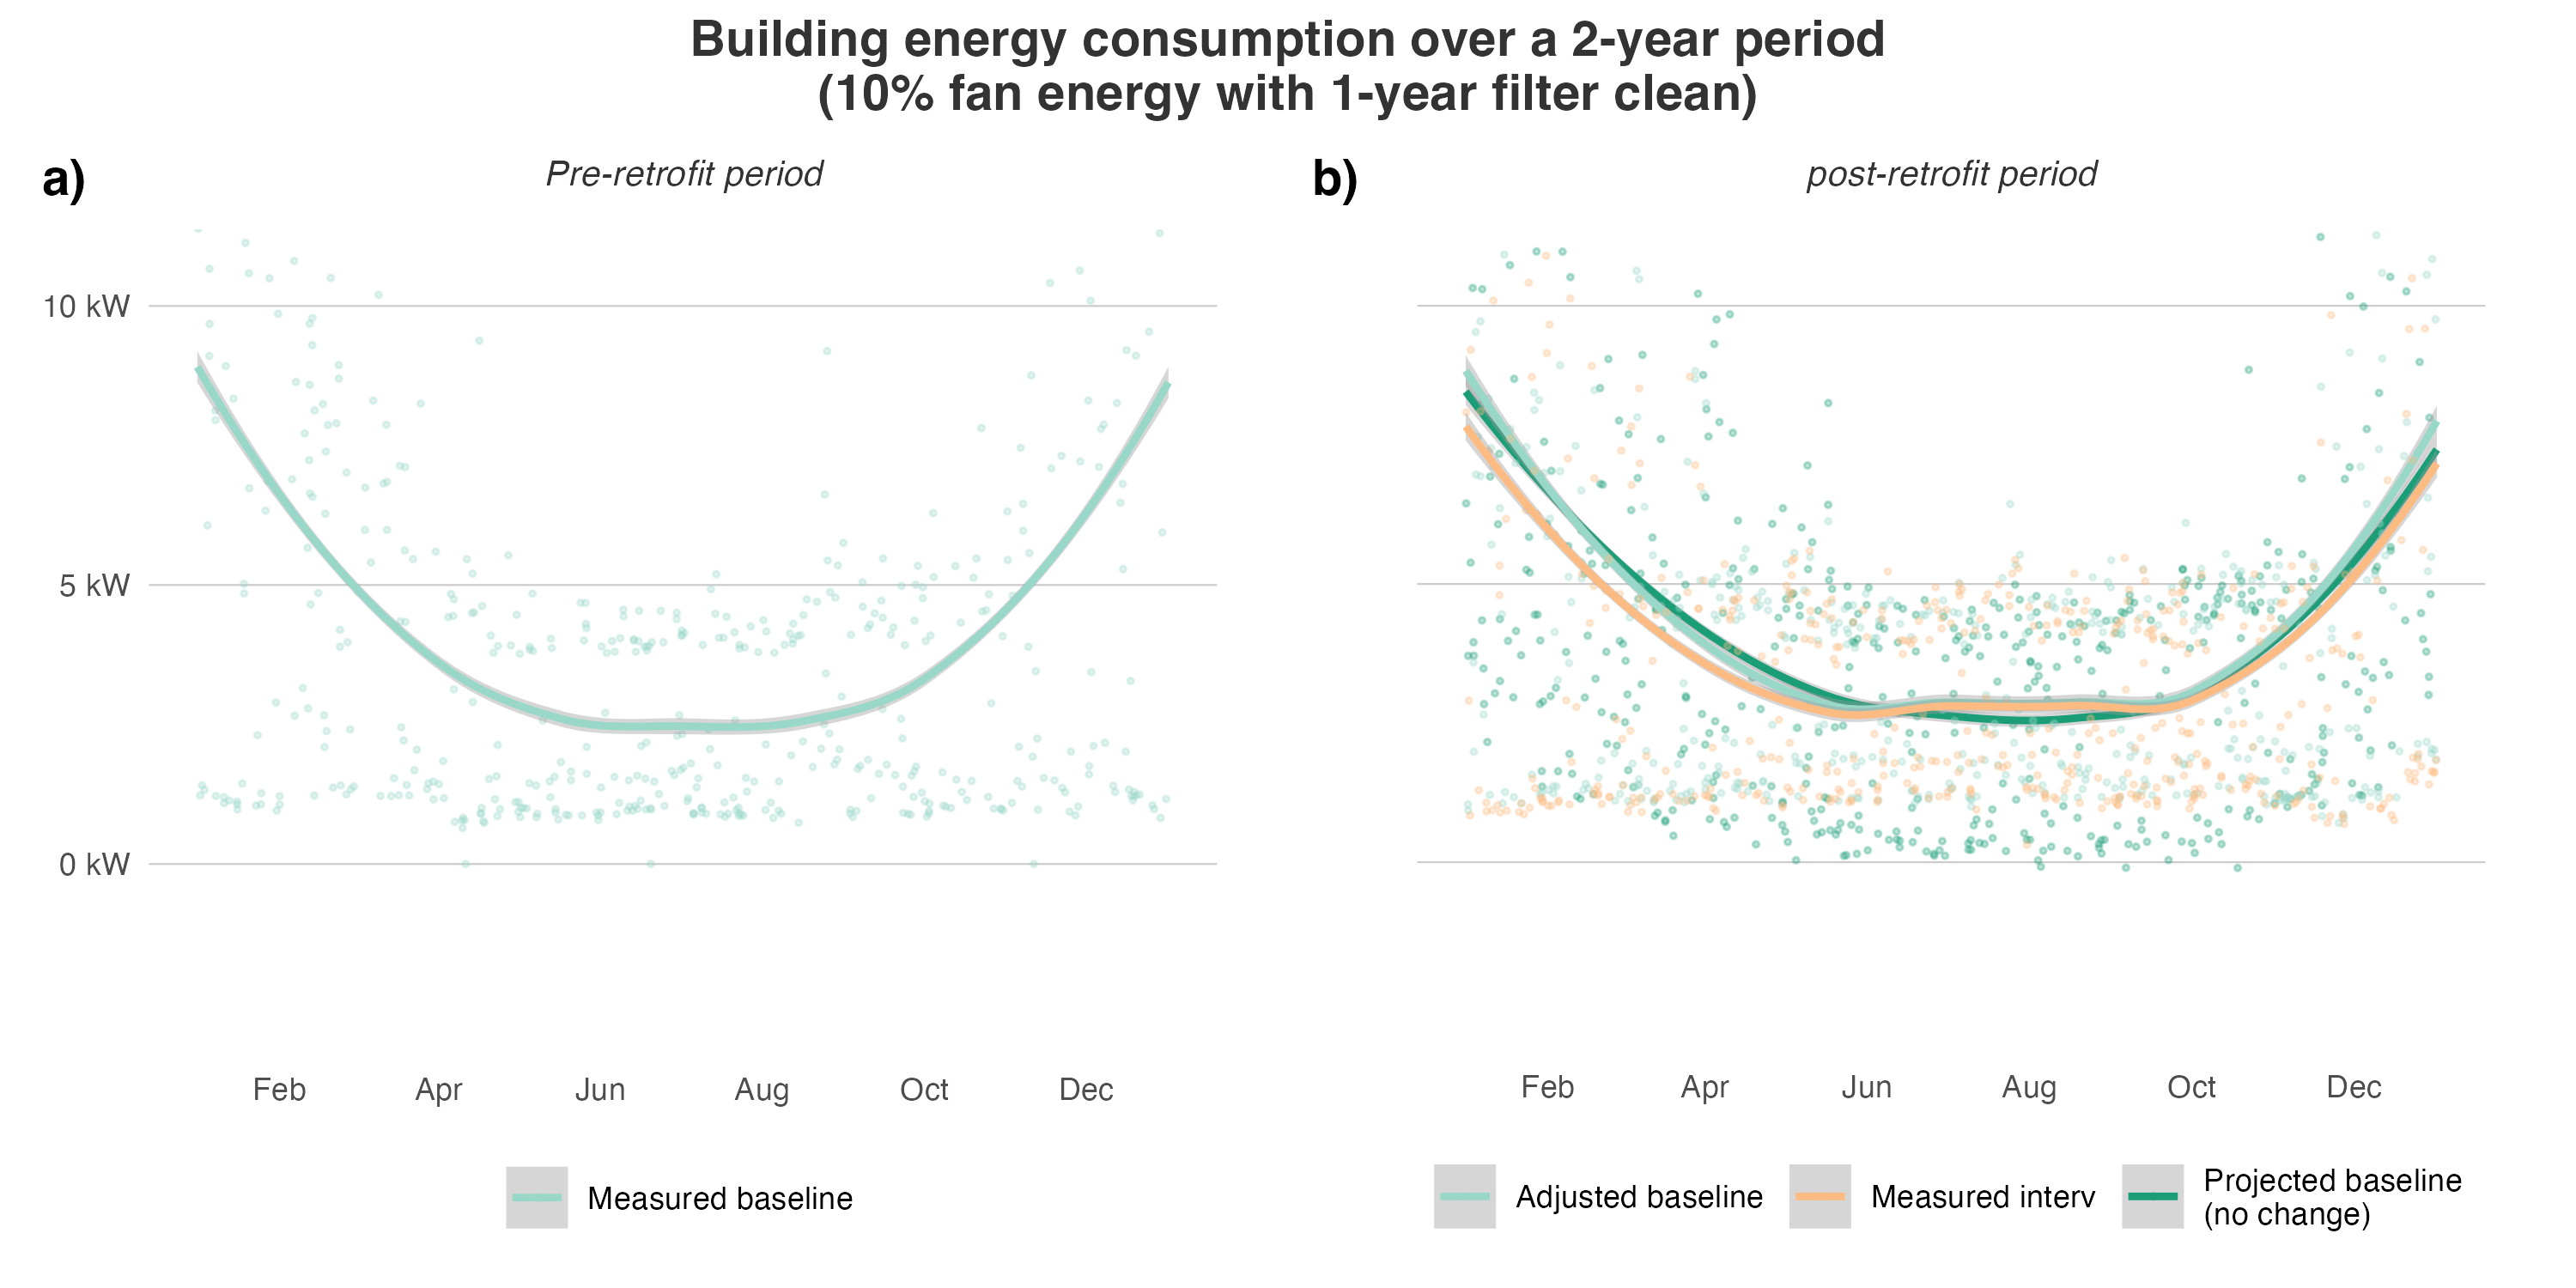 Building energy consumption over a 2-year period
(10% fan energy with 1-year filter clean)
a)
Pre-retrofit period
10 kW
5 kW
0 kW
Feb Apr Jun Aug Oct Dec
Measured baseline
b)
post-retrofit period
Feb Apr Jun Aug Oct Dec
Adjusted baseline
Measured interv
Projected baseline
(no change)